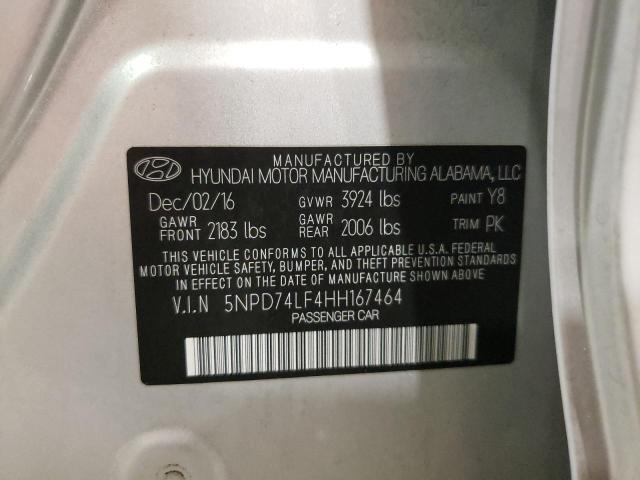 MANUFACTURED BY
HYUNDAI MOTOR MANUFACTURING ALABAMA, LLC
Dec/02/16 GVWR 3924 lbs PAINT Y8
GAWR FRONT 2183 lbs GAWR REAR 2006 lbs TRIM PK
THIS VEHICLE CONFORMS TO ALL APPLICABLE U.S.A. FEDERAL
MOTOR VEHICLE SAFETY, BUMPER, AND THEFT PREVENTION STANDARDS
IN EFFECT ON THE DATE OF MANUFACTURE SHOWN ABOVE.
V.I.N 5NPD74LF4HH167464
PASSENGER CAR